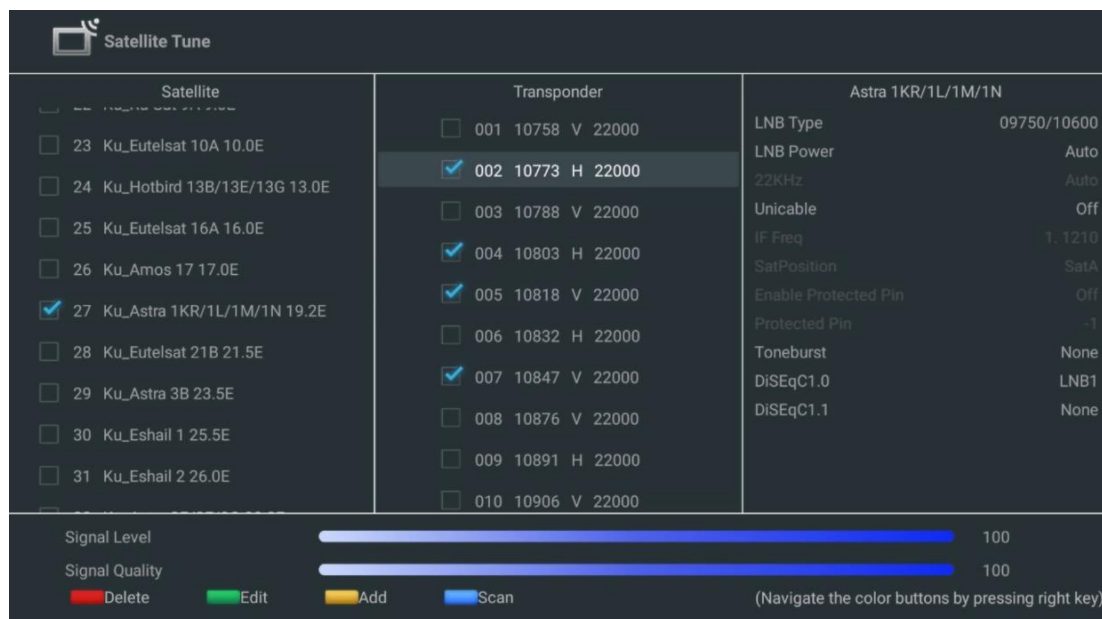 Satellite Tune
Satellite
23 Ku_Eutelsat 10A 10.0E
24 Ku_Hotbird 13B/13E/13G 13.0E
25 Ku_Eutelsat 16A 16.0E
26 Ku_Amos 17 17.0E
27 Ku_Astra 1KR/1L/1M/1N 19.2E
28 Ku_Eutelsat 21B 21.5E
29 Ku_Astra 3B 23.5E
30 Ku_Eshail 1 25.5E
31 Ku_Eshail 2 26.0E
Transponder
001 10758 V 22000
002 10773 H 22000
003 10788 V 22000
004 10803 H 22000
005 10818 V 22000
006 10832 H 22000
007 10847 V 22000
008 10876 V 22000
009 10891 H 22000
010 10906 V 22000
Astra 1KR/1L/1M/1N
LNB Type 09750/10600
LNB Power Auto
22KHz Auto
Unicable Off
IF Freq 1. 1210
SatPosition SatA
Enable Protected Pin Off
Protected Pin -1
Toneburst None
DiSEqC1.0 LNB1
DiSEqC1.1 None
Signal Level 100
Signal Quality 100
Delete Edit Add Scan (Navigate the color buttons by pressing right key)